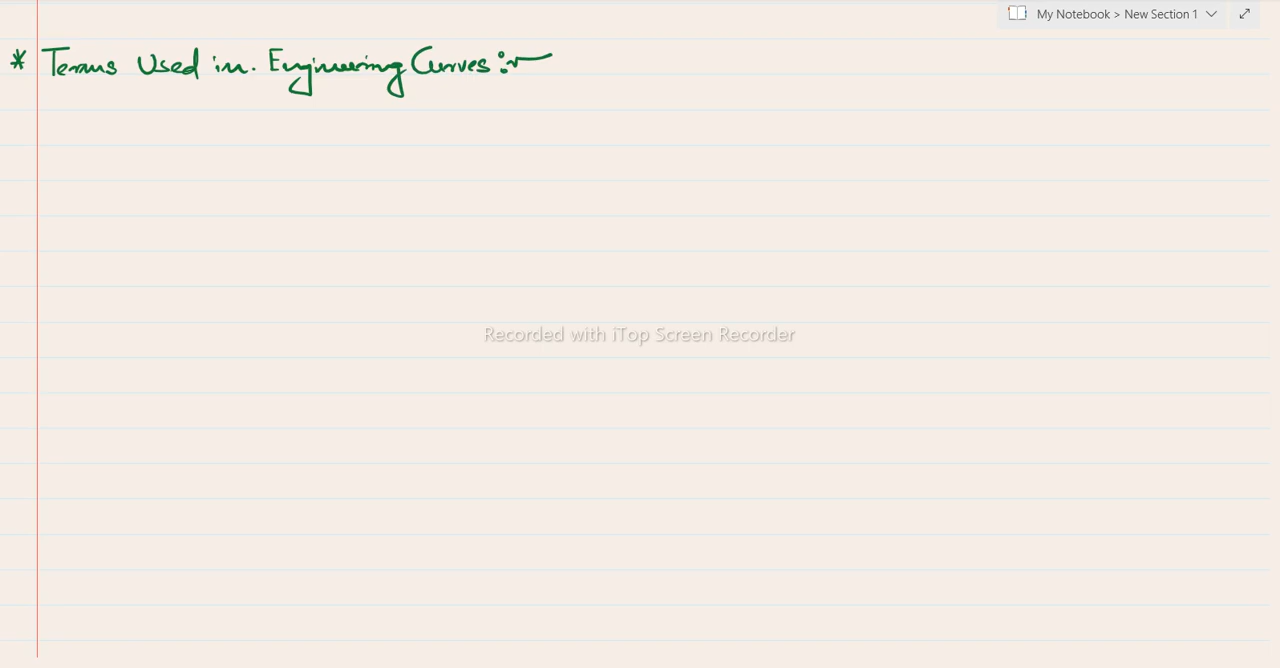 My Notebook > New Section 1
* Terms Used in. Engineering Curves :-
Recorded with iTop Screen Recorder